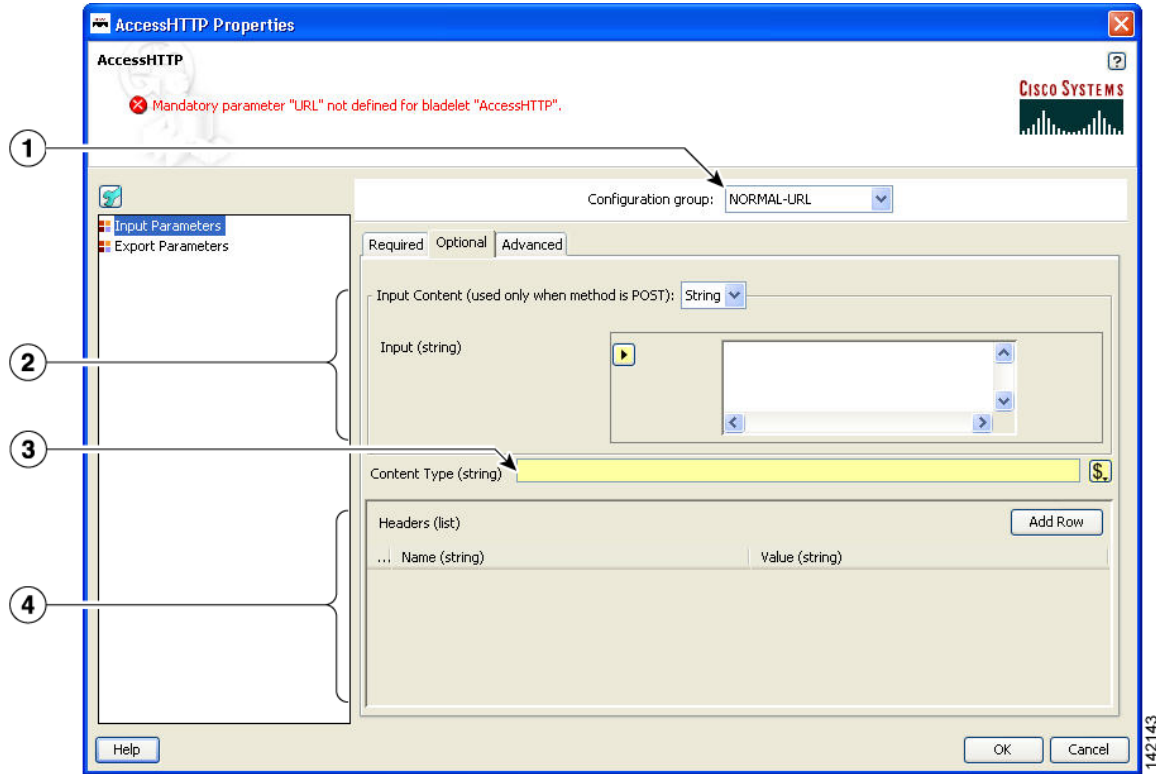 AccessHTTP Properties
AccessHTTP
?
Mandatory parameter "URL" not defined for bladelet "AccessHTTP".
CISCO SYSTEMS
1
Configuration group: NORMAL-URL
Input Parameters
Export Parameters
Required Optional Advanced
Input Content (used only when method is POST): String
2
Input (string)
3
Content Type (string)
$
Headers (list) Add Row
... Name (string) Value (string)
4
Help OK Cancel
142143